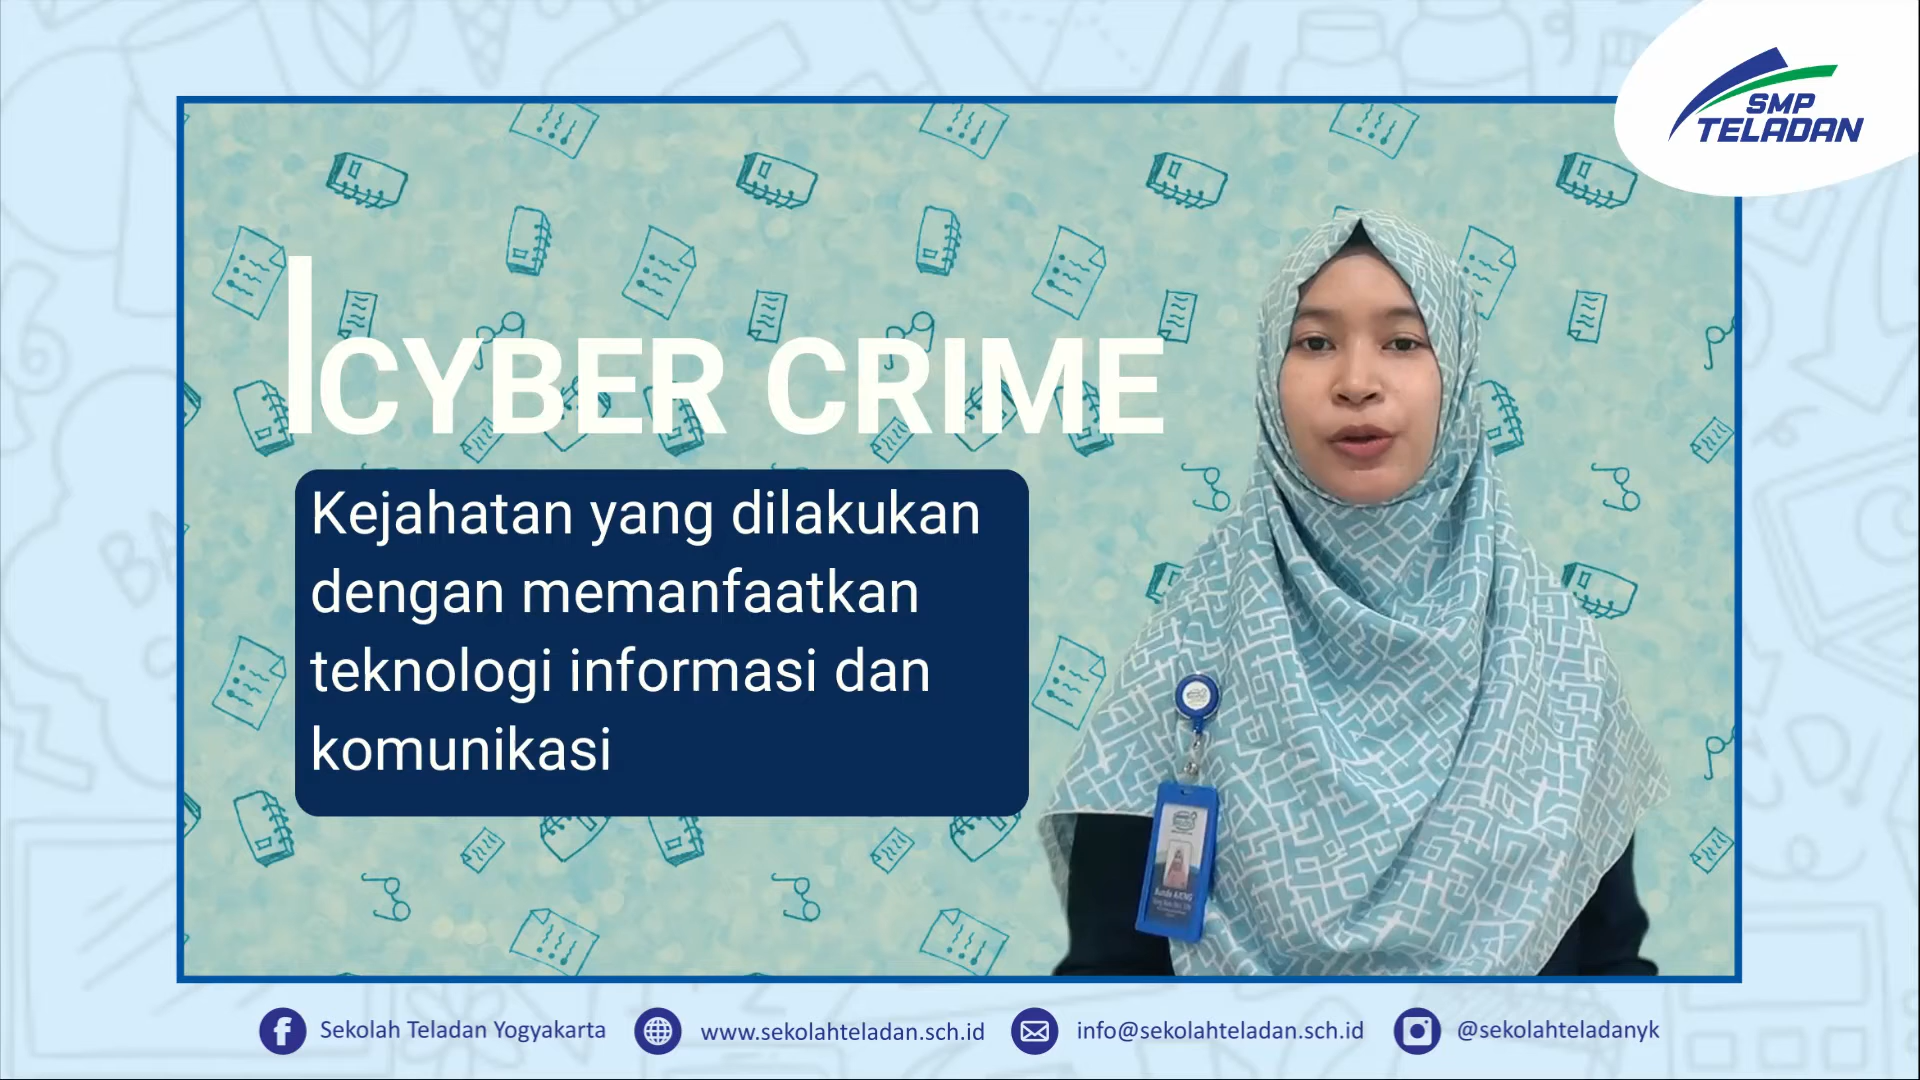 SMP
TELADAN
CYBER CRIME
Kejahatan yang dilakukan
dengan memanfaatkan
teknologi informasi dan
komunikasi
Sekolah Teladan Yogyakarta
www.sekolahteladan.sch.id
info@sekolahteladan.sch.id
@sekolahteladanyk